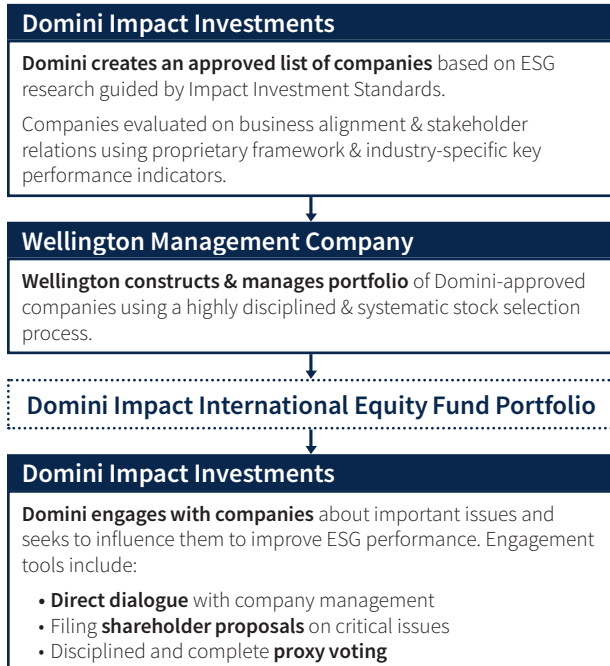 Domini Impact Investments
Domini creates an approved list of companies based on ESG
research guided by Impact Investment Standards.
Companies evaluated on business alignment & stakeholder
relations using proprietary framework & industry-specific key
performance indicators.
Wellington Management Company
Wellington constructs & manages portfolio of Domini-approved
companies using a highly disciplined & systematic stock selection
process.
Domini Impact International Equity Fund Portfolio
Domini Impact Investments
Domini engages with companies about important issues and
seeks to influence them to improve ESG performance. Engagement
tools include:
• Direct dialogue with company management
• Filing shareholder proposals on critical issues
• Disciplined and complete proxy voting